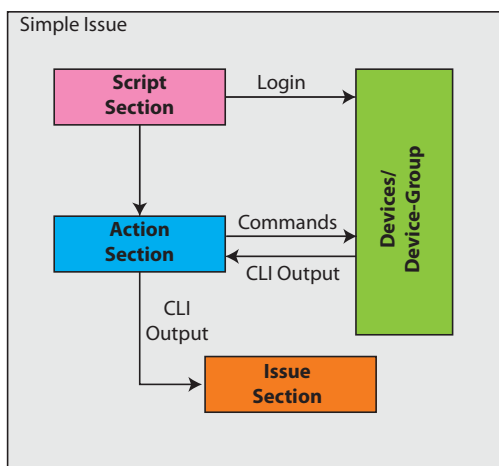 Simple Issue
Script
Section
Login
Devices/
Device-Group
Action
Section
Commands
CLI Output
CLI
Output
Issue
Section